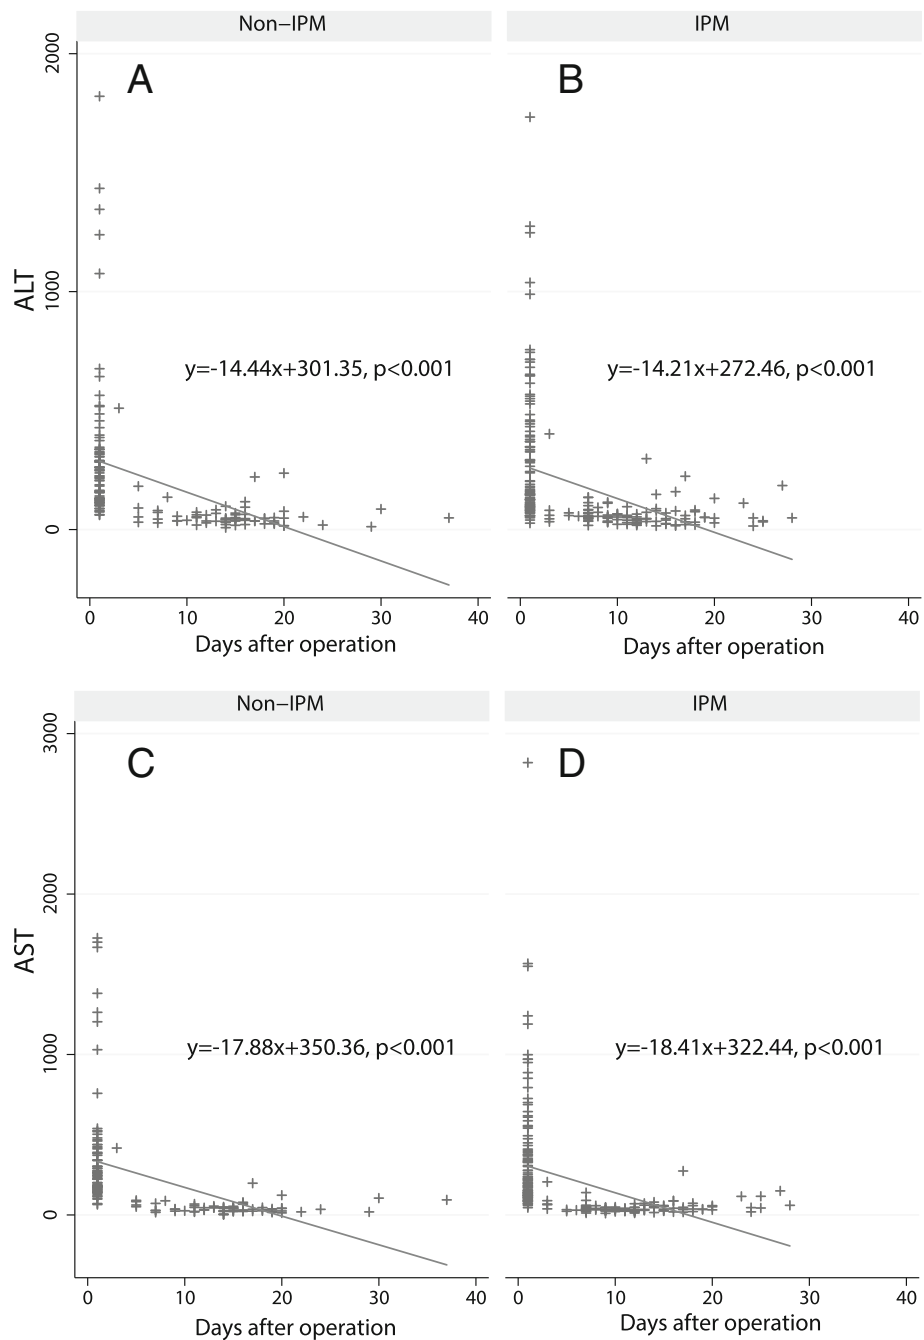 Non−IPM
IPM
A
B
2000
1000
0
ALT
y=-14.44x+301.35, p<0.001
y=-14.21x+272.46, p<0.001
0 10 20 30 40
0 10 20 30 40
Days after operation
Days after operation
Non−IPM
IPM
C
D
3000
2000
1000
0
AST
y=-17.88x+350.36, p<0.001
y=-18.41x+322.44, p<0.001
0 10 20 30 40
0 10 20 30 40
Days after operation
Days after operation